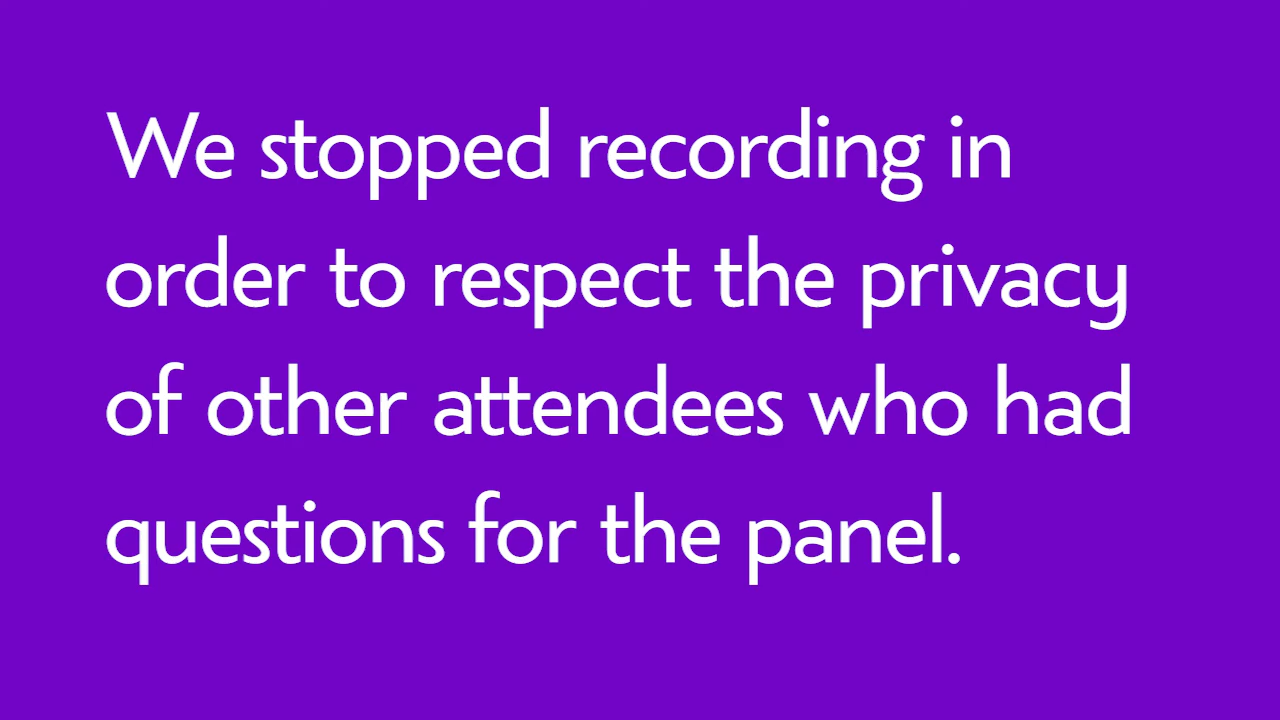 We stopped recording in
order to respect the privacy
of other attendees who had
questions for the panel.